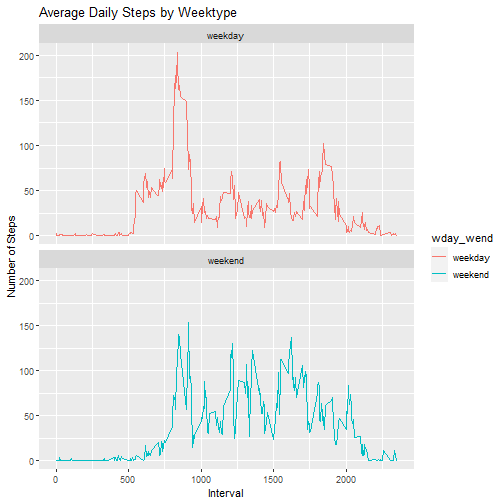 Average Daily Steps by Weektype
weekday
200
150
100
50
0
weekend
200
150
100
50
0
0
500
1000
1500
2000
Interval
Number of Steps
wday_wend
weekday
weekend